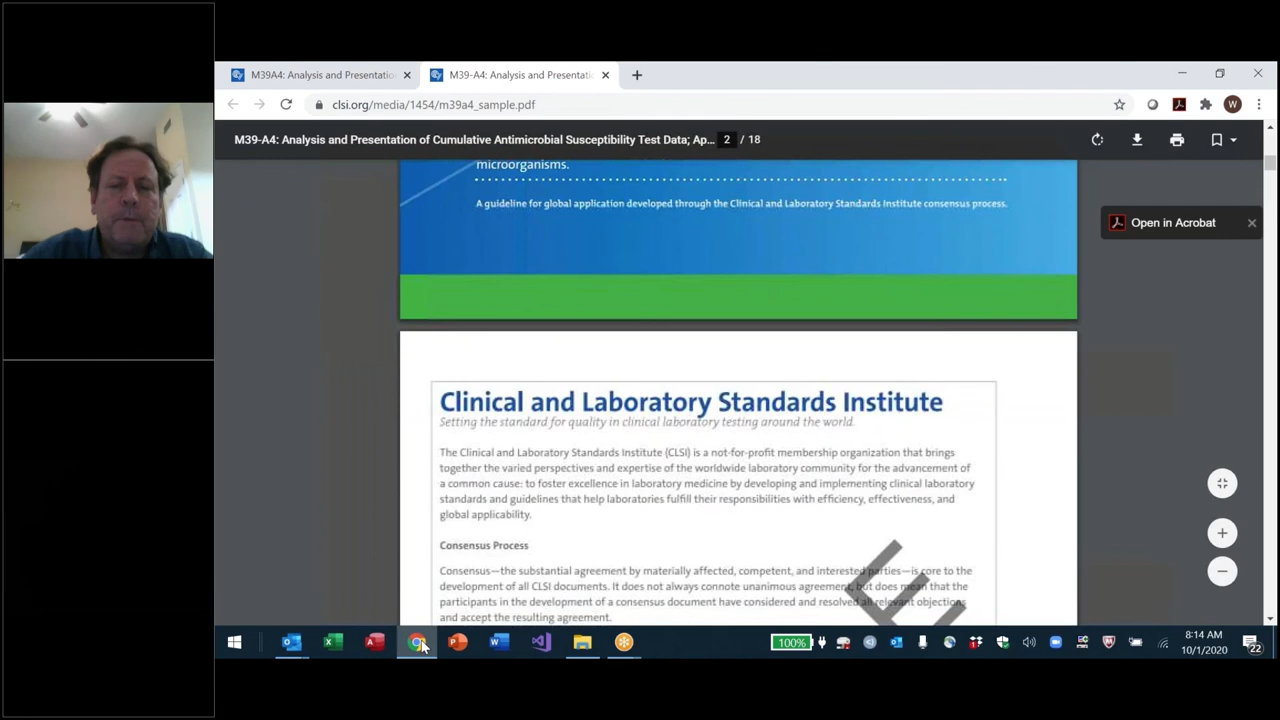 M39A4: Analysis and Presentatio
M39-A4: Analysis and Presentati
clsi.org/media/1454/m39a4_sample.pdf
W
M39-A4: Analysis and Presentation of Cumulative Antimicrobial Susceptibility Test Data; Ap... 2 / 18
microorganisms.
A guideline for global application developed through the Clinical and Laboratory Standards Institute consensus process.
Open in Acrobat
Clinical and Laboratory Standards Institute
Setting the standard for quality in clinical laboratory testing around the world.
The Clinical and Laboratory Standards Institute (CLSI) is a not-for-profit membership organization that brings
together the varied perspectives and expertise of the worldwide laboratory community for the advancement of
a common cause: to foster excellence in laboratory medicine by developing and implementing clinical laboratory
standards and guidelines that help laboratories fulfill their responsibilities with efficiency, effectiveness, and
global applicability.
Consensus Process
Consensus—the substantial agreement by materially affected, competent, and interested parties—is core to the
development of all CLSI documents. It does not always connote unanimous agreement, but does mean that the
participants in the development of a consensus document have considered and resolved all relevant objections
and accept the resulting agreement.
E
100%
8:14 AM
10/1/2020
22